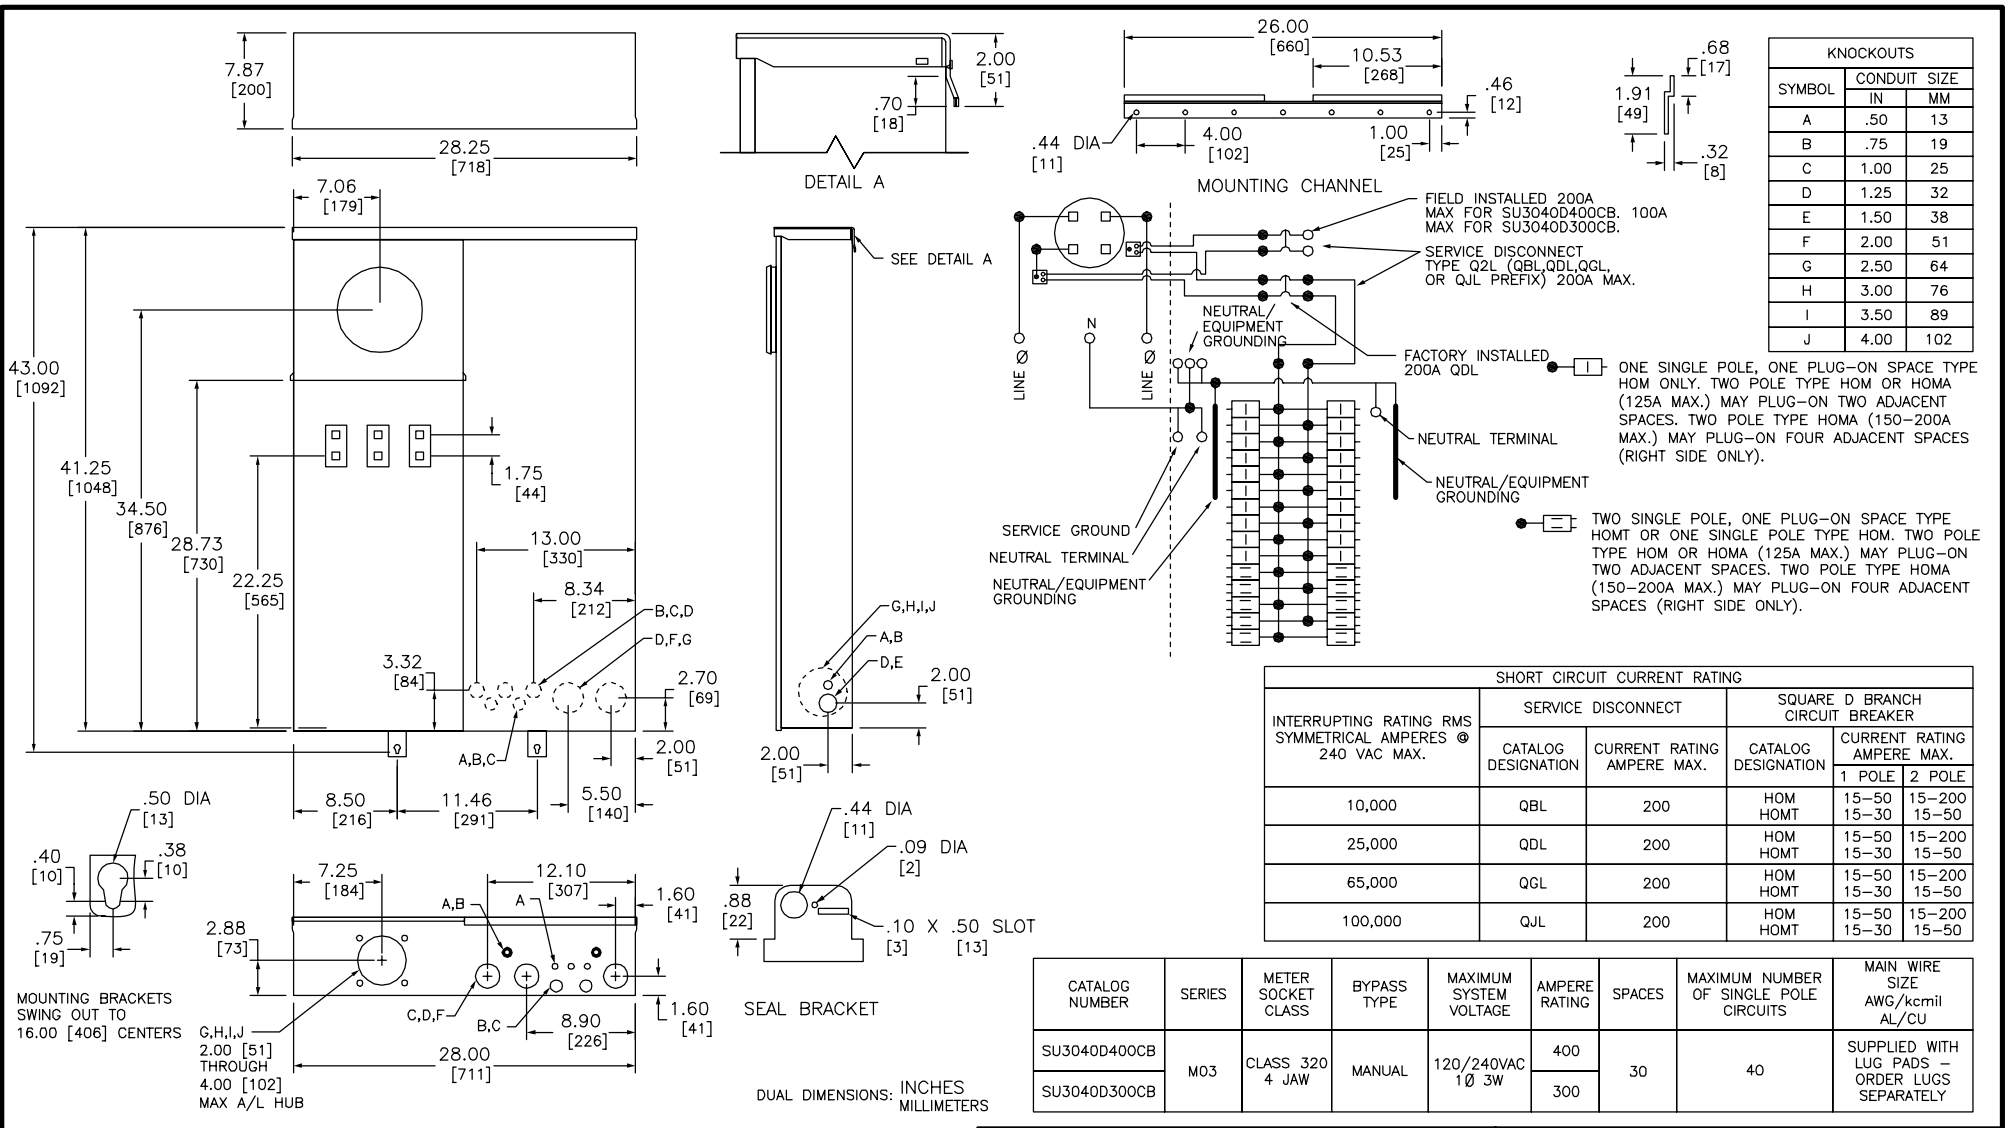 7.87
[200]
28.25
[718]
2.00
[51]
.70
[18]
DETAIL A
26.00
[660]
10.53
[268]
.46
[12]
.44 DIA
[11]
4.00
[102]
1.00
[25]
MOUNTING CHANNEL
.68
[17]
1.91
[49]
.32
[8]
KNOCKOUTS
SYMBOL CONDUIT SIZE
IN MM
A .50 13
B .75 19
C 1.00 25
D 1.25 32
E 1.50 38
F 2.00 51
G 2.50 64
H 3.00 76
I 3.50 89
J 4.00 102
7.06
[179]
43.00
[1092]
41.25
[1048]
34.50
[876]
28.73
[730]
22.25
[565]
1.75
[44]
13.00
[330]
8.34
[212]
B,C,D
D,F,G
3.32
[84]
2.70
[69]
A,B,C
2.00
[51]
8.50
[216]
11.46
[291]
5.50
[140]
SEE DETAIL A
G,H,I,J
A,B
D,E
2.00
[51]
2.00
[51]
FIELD INSTALLED 200A
MAX FOR SU3040D400CB. 100A
MAX FOR SU3040D300CB.
SERVICE DISCONNECT
TYPE Q2L (QBL,QDL,QGL,
OR QJL PREFIX) 200A MAX.
NEUTRAL/
EQUIPMENT
GROUNDING
N
LINE Ø
LINE Ø
FACTORY INSTALLED
200A QDL
NEUTRAL TERMINAL
NEUTRAL/EQUIPMENT
GROUNDING
SERVICE GROUND
NEUTRAL TERMINAL
NEUTRAL/EQUIPMENT
GROUNDING
ONE SINGLE POLE, ONE PLUG-ON SPACE TYPE
HOM ONLY. TWO POLE TYPE HOM OR HOMA
(125A MAX.) MAY PLUG-ON TWO ADJACENT
SPACES. TWO POLE TYPE HOMA (150-200A
MAX.) MAY PLUG-ON FOUR ADJACENT SPACES
(RIGHT SIDE ONLY).
TWO SINGLE POLE, ONE PLUG-ON SPACE TYPE
HOMT OR ONE SINGLE POLE TYPE HOM. TWO POLE
TYPE HOM OR HOMA (125A MAX.) MAY PLUG-ON
TWO ADJACENT SPACES. TWO POLE TYPE HOMA
(150-200A MAX.) MAY PLUG-ON FOUR ADJACENT
SPACES (RIGHT SIDE ONLY).
SHORT CIRCUIT CURRENT RATING
INTERRUPTING RATING RMS
SYMMETRICAL AMPERES @
240 VAC MAX.
SERVICE DISCONNECT
SQUARE D BRANCH
CIRCUIT BREAKER
CATALOG
DESIGNATION
CURRENT RATING
AMPERE MAX.
CATALOG
DESIGNATION
CURRENT RATING
AMPERE MAX.
1 POLE 2 POLE
10,000 QBL 200 HOM 15-50 15-200
HOMT 15-30 15-50
25,000 QDL 200 HOM 15-50 15-200
HOMT 15-30 15-50
65,000 QGL 200 HOM 15-50 15-200
HOMT 15-30 15-50
100,000 QJL 200 HOM 15-50 15-200
HOMT 15-30 15-50
.50 DIA
[13]
.40
[10]
.38
[10]
.75
[19]
MOUNTING BRACKETS
SWING OUT TO
16.00 [406] CENTERS
7.25
[184]
12.10
[307]
1.60
[41]
A,B
A
2.88
[73]
C,D,F
B,C
8.90
[226]
1.60
[41]
G,H,I,J
2.00 [51]
THROUGH
4.00 [102]
MAX A/L HUB
28.00
[711]
.44 DIA
[11]
.09 DIA
[2]
.88
[22]
.10 X .50 SLOT
[3] [13]
SEAL BRACKET
DUAL DIMENSIONS: INCHES
MILLIMETERS
CATALOG
NUMBER
SERIES
METER
SOCKET
CLASS
BYPASS
TYPE
MAXIMUM
SYSTEM
VOLTAGE
AMPERE
RATING
SPACES
MAXIMUM NUMBER
OF SINGLE POLE
CIRCUITS
MAIN WIRE
SIZE
AWG/kcmil
AL/CU
SU3040D400CB
SU3040D300CB
M03
CLASS 320
4 JAW
MANUAL
120/240VAC
1Ø 3W
400
300
30
40
SUPPLIED WITH
LUG PADS -
ORDER LUGS
SEPARATELY